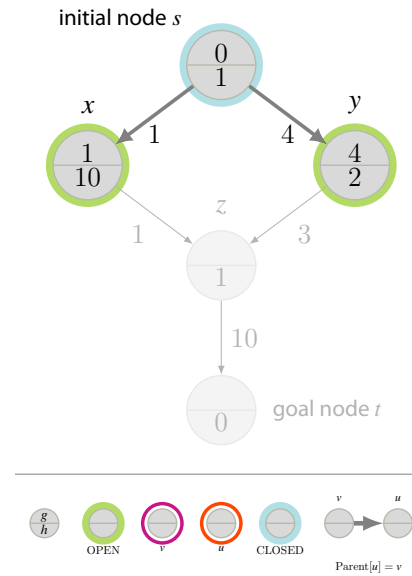 initial node s
0
1
x
y
1
4
1
10
4
2
z
1
3
1
10
goal node t
0
g
h
OPEN
v
u
CLOSED
v
u
Parent[u] = v